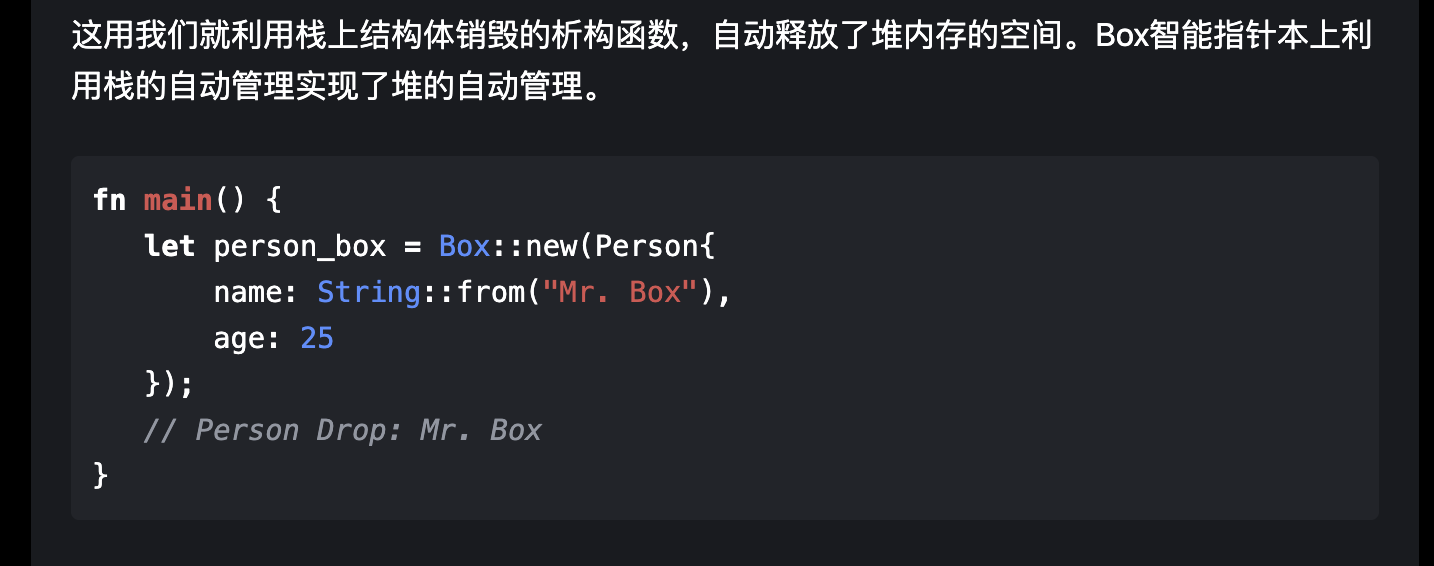 这用我们就利用栈上结构体销毁的析构函数，自动释放了堆内存的空间。Box智能指针本上利
用栈的自动管理实现了堆的自动管理。
fn main() {
let person_box = Box::new(Person{
name: String::from("Mr. Box"),
age: 25
});
// Person Drop: Mr. Box
}